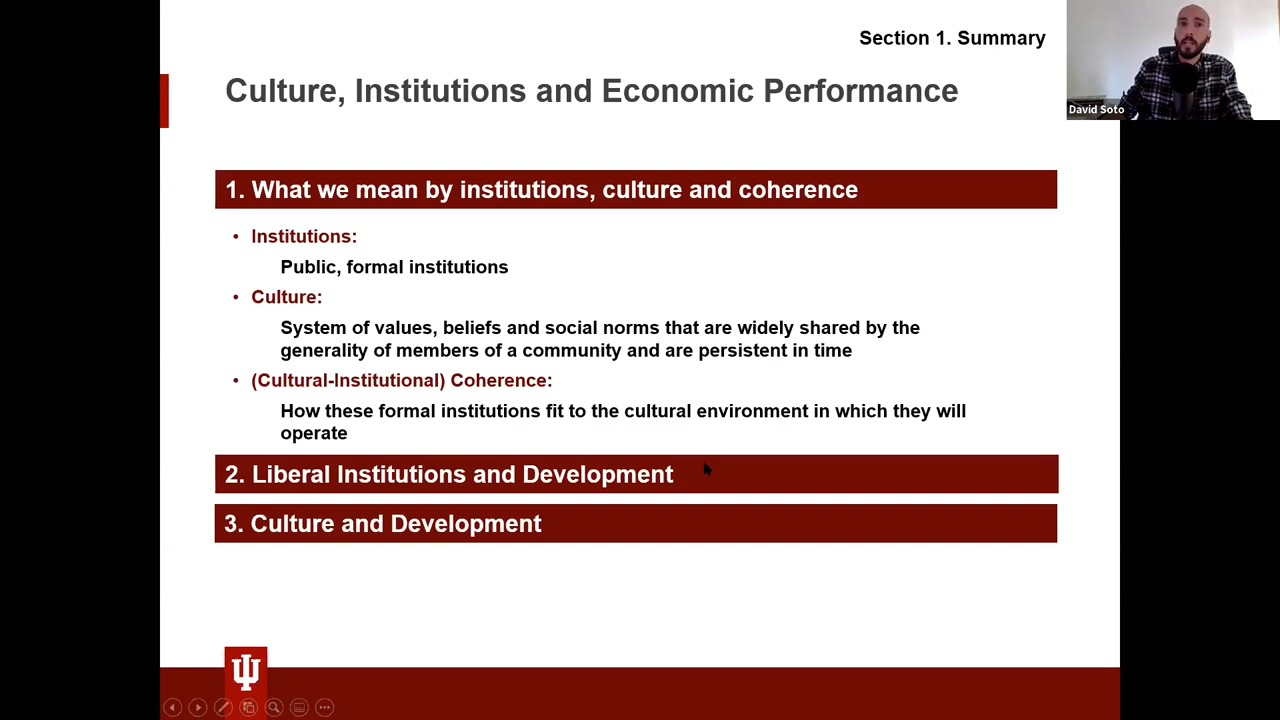 Section 1. Summary
Culture, Institutions and Economic Performance
David Soto
1. What we mean by institutions, culture and coherence
• Institutions:
Public, formal institutions
• Culture:
System of values, beliefs and social norms that are widely shared by the
generality of members of a community and are persistent in time
• (Cultural-Institutional) Coherence:
How these formal institutions fit to the cultural environment in which they will
operate
2. Liberal Institutions and Development
3. Culture and Development